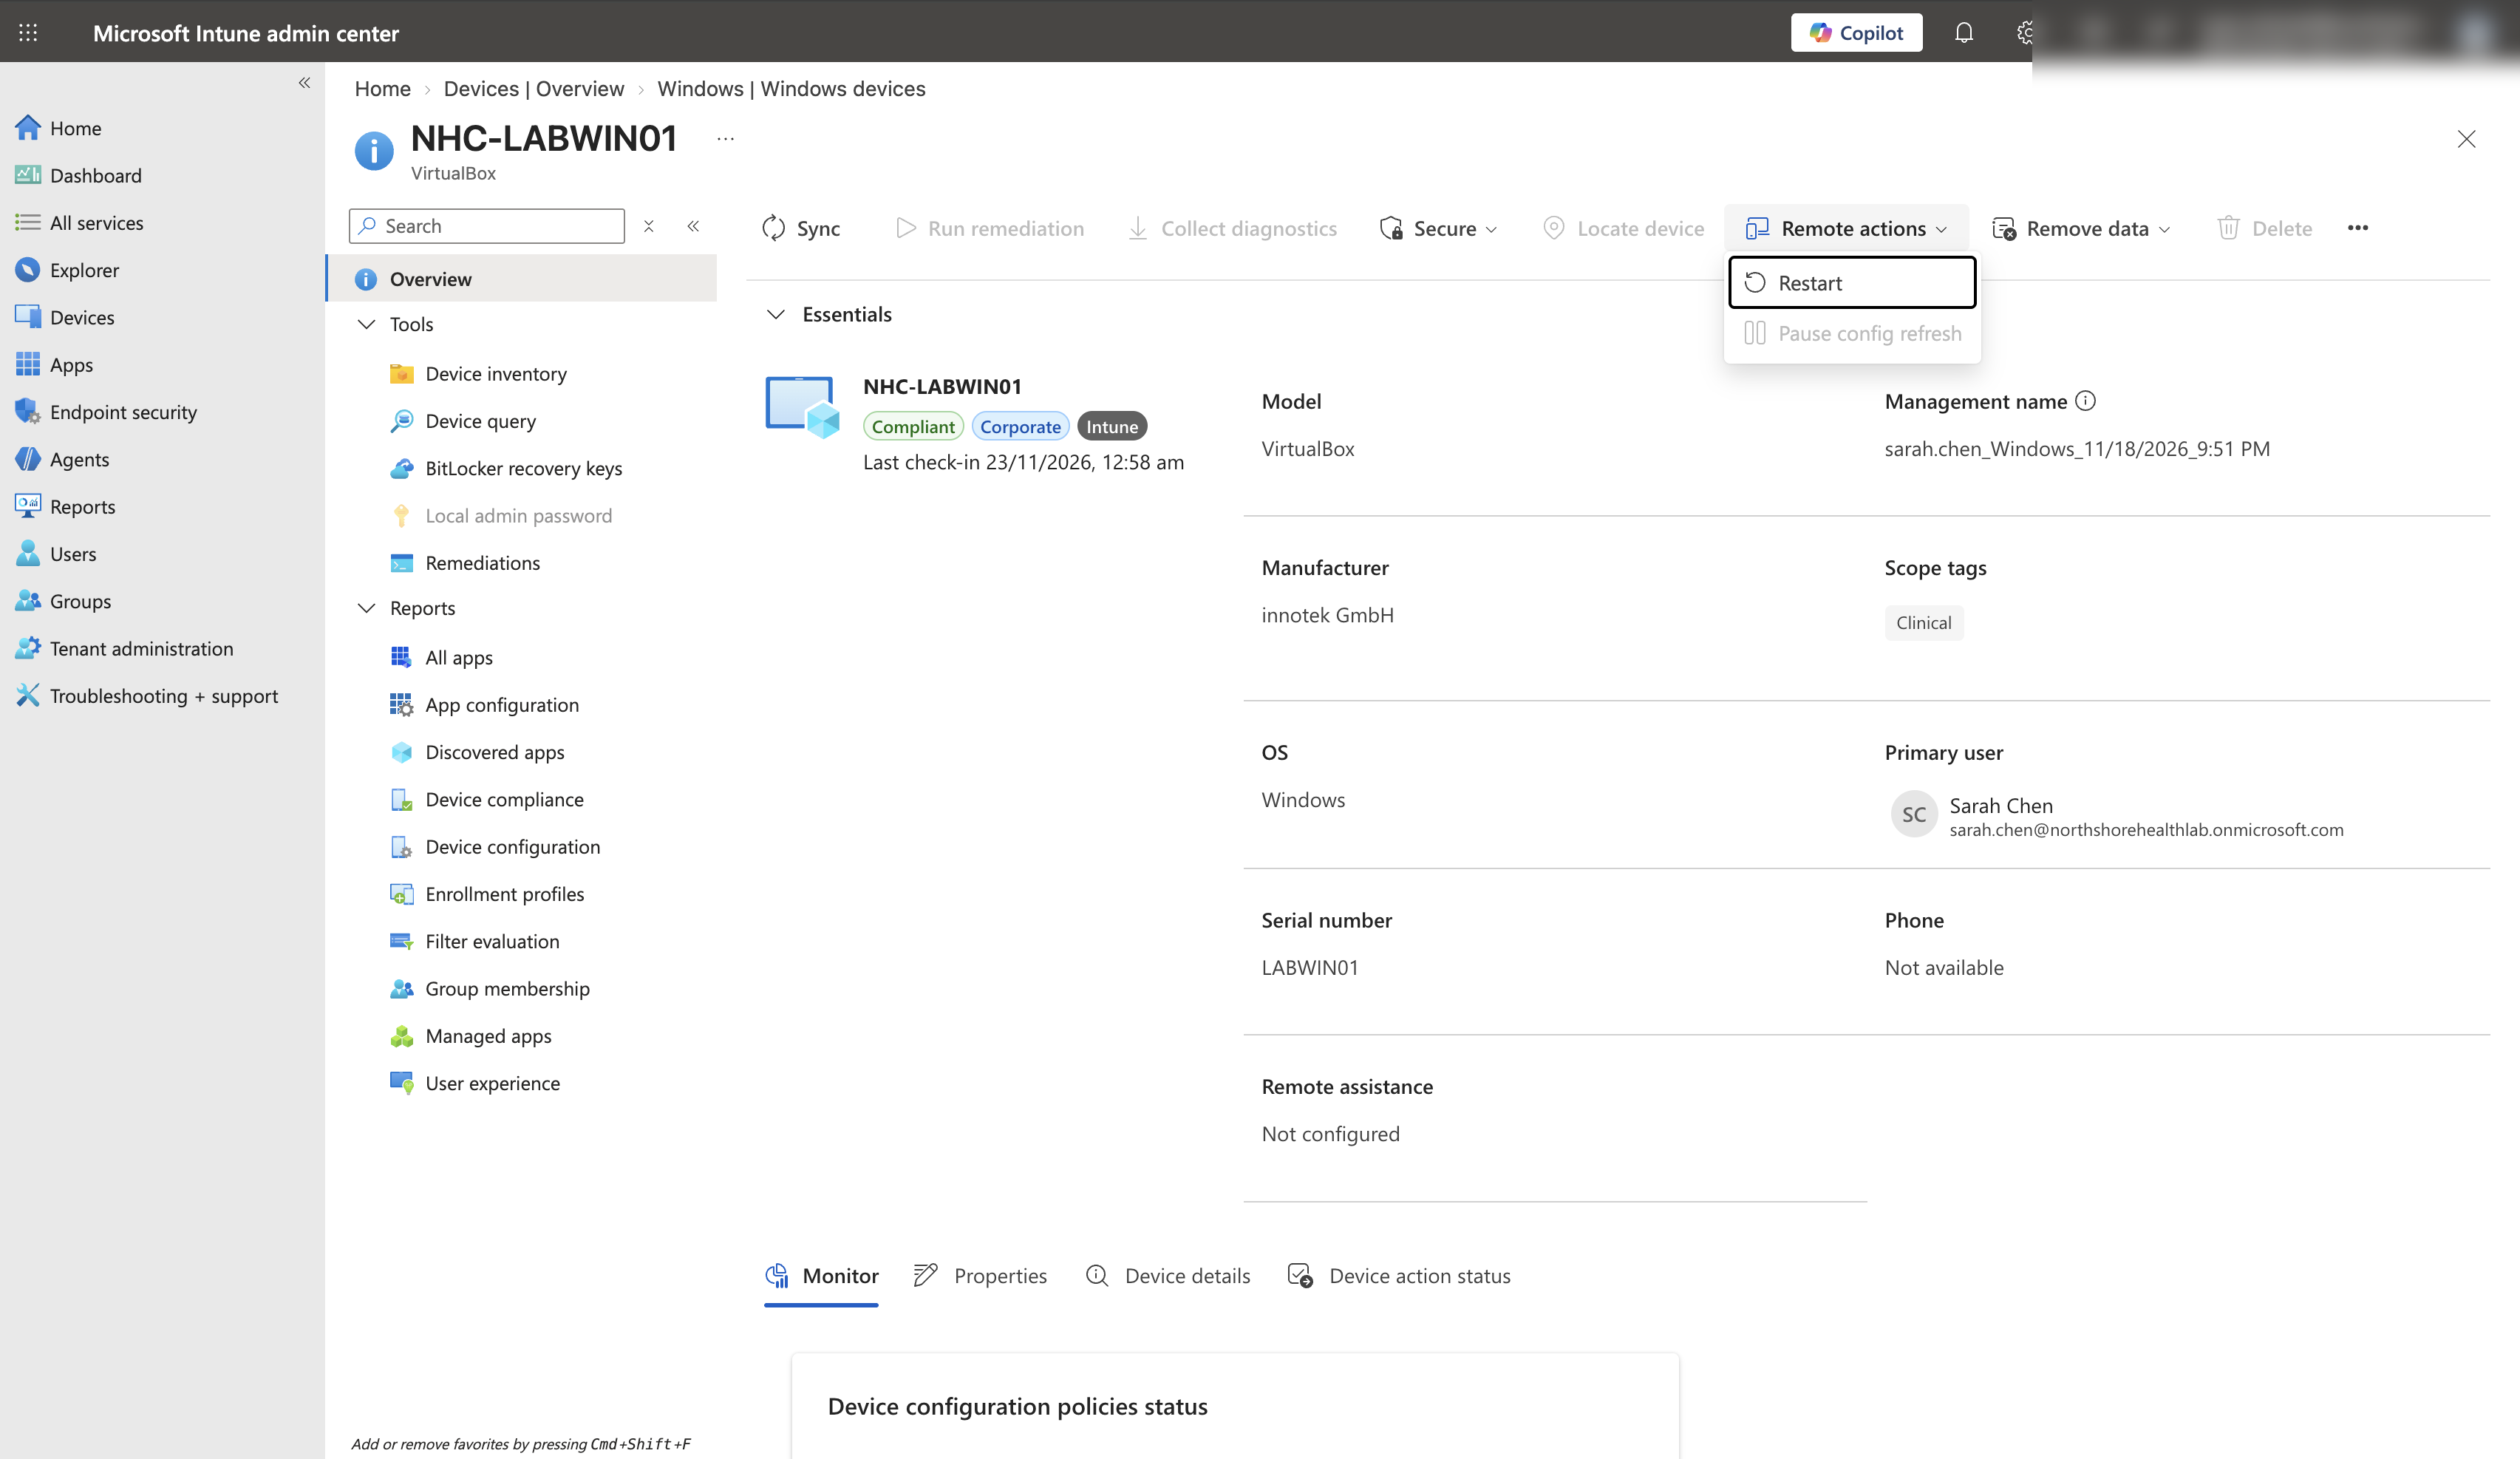 Microsoft Intune admin center
Copilot
Home
Dashboard
All services
Explorer
Devices
Apps
Endpoint security
Agents
Reports
Users
Groups
Tenant administration
Troubleshooting + support
Home > Devices | Overview > Windows | Windows devices
NHC-LABWIN01 ...
VirtualBox
Search
Overview
Tools
Device inventory
Device query
BitLocker recovery keys
Local admin password
Remediations
Reports
All apps
App configuration
Discovered apps
Device compliance
Device configuration
Enrollment profiles
Filter evaluation
Group membership
Managed apps
User experience
Add or remove favorites by pressing Cmd+Shift+F
Sync Run remediation Collect diagnostics Secure Locate device Remote actions Remove data Delete ...
Restart
Pause config refresh
Essentials
NHC-LABWIN01
Compliant Corporate Intune
Last check-in 23/11/2026, 12:58 am
Model
VirtualBox
Management name
sarah.chen_Windows_11/18/2026_9:51 PM
Manufacturer
innotek GmbH
Scope tags
Clinical
OS
Windows
Primary user
SC Sarah Chen
sarah.chen@northshorehealthlab.onmicrosoft.com
Serial number
LABWIN01
Phone
Not available
Remote assistance
Not configured
Monitor Properties Device details Device action status
Device configuration policies status